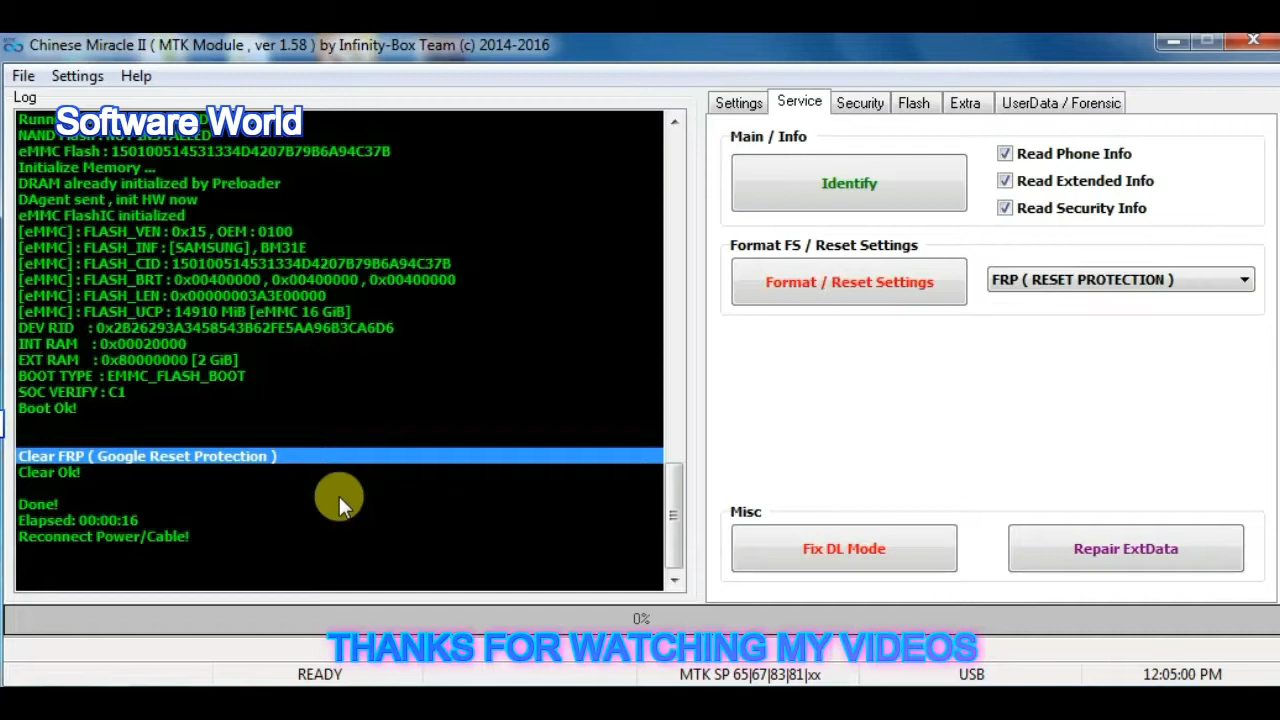 Chinese Miracle II ( MTK Module , ver 1.58 ) by Infinity-Box Team (c) 2014-2016
File Settings Help
Log
Software World
NAND Flash : NOT INSTALLED
eMMC Flash : 150100514531334D4207B79B6A94C37B
Initialize Memory ...
DRAM already initialized by Preloader
DAgent sent , init HW now
eMMC FlashIC initialized
[eMMC] : FLASH_VEN : 0x15 , OEM : 0100
[eMMC] : FLASH_INF : [SAMSUNG] , BM31E
[eMMC] : FLASH_CID : 150100514531334D4207B79B6A94C37B
[eMMC] : FLASH_BRT : 0x00400000 , 0x00400000 , 0x00400000
[eMMC] : FLASH_LEN : 0x00000003A3E00000
[eMMC] : FLASH_UCP : 14910 MiB [eMMC 16 GiB]
DEV RID : 0x2B26293A3458543B62FE5AA96B3CA6D6
INT RAM : 0x00020000
EXT RAM : 0x80000000 [2 GiB]
BOOT TYPE : EMMC_FLASH_BOOT
SOC VERIFY : C1
Boot Ok!
Clear FRP ( Google Reset Protection )
Clear Ok!
Done!
Elapsed: 00:00:16
Reconnect Power/Cable!
Settings Service Security Flash Extra UserData / Forensic
Main / Info
Identify
Read Phone Info
Read Extended Info
Read Security Info
Format FS / Reset Settings
Format / Reset Settings
FRP ( RESET PROTECTION )
Misc
Fix DL Mode
Repair ExtData
0%
THANKS FOR WATCHING MY VIDEOS
READY
MTK SP 65|67|83|81|xx
USB
12:05:00 PM